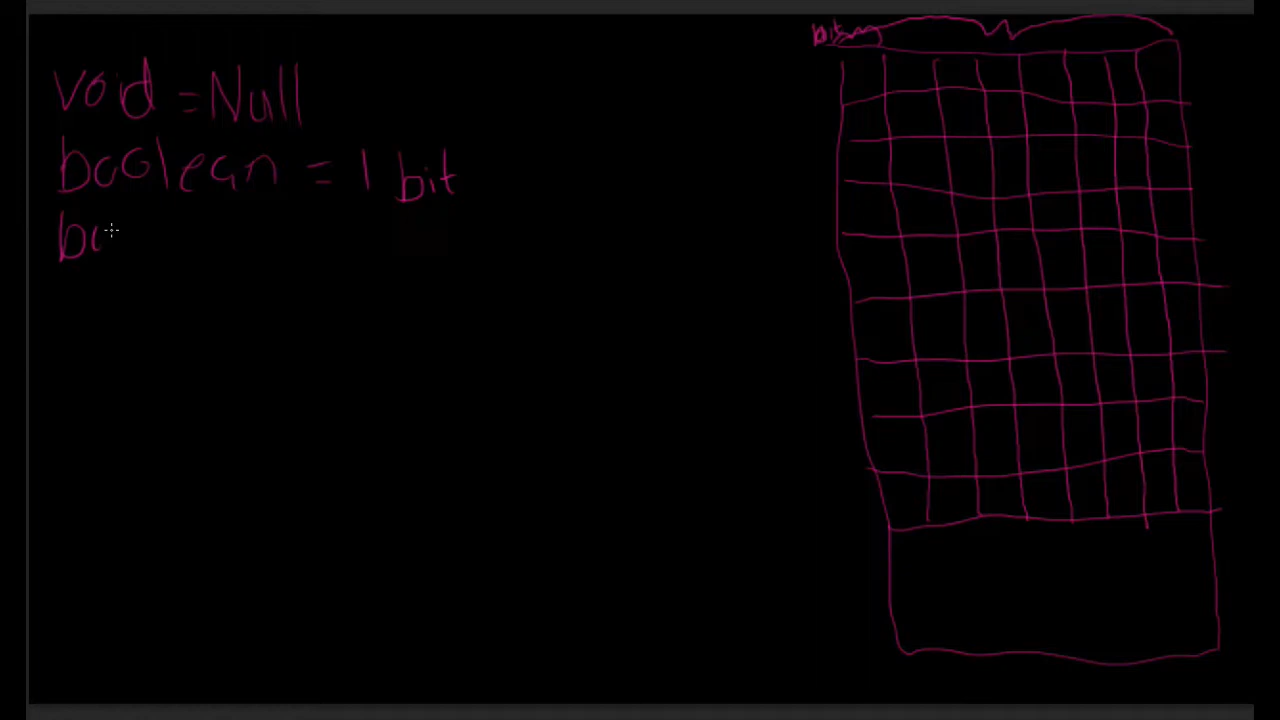 void = Null
boolean = 1 bit